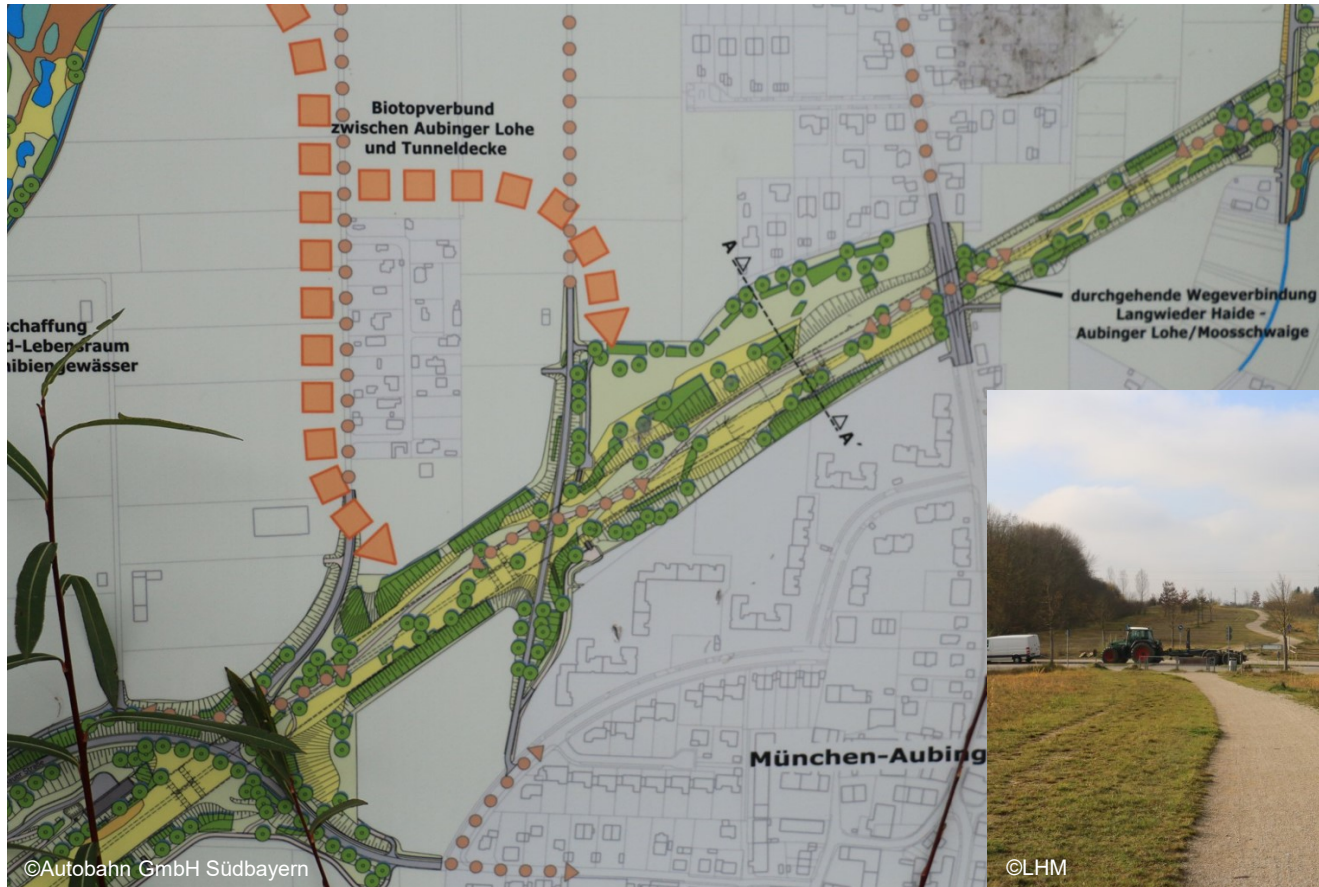 Biotopverbund
zwischen Aubinger Lohe
und Tunneldecke
A
durchgehende Wegeverbindung
Langwieder Haide -
Aubinger Lohe/Moosschwaige
schaffung
d-Lebensraum
hibiengewässer
A´
München-Aubing
©Autobahn GmbH Südbayern
©LHM